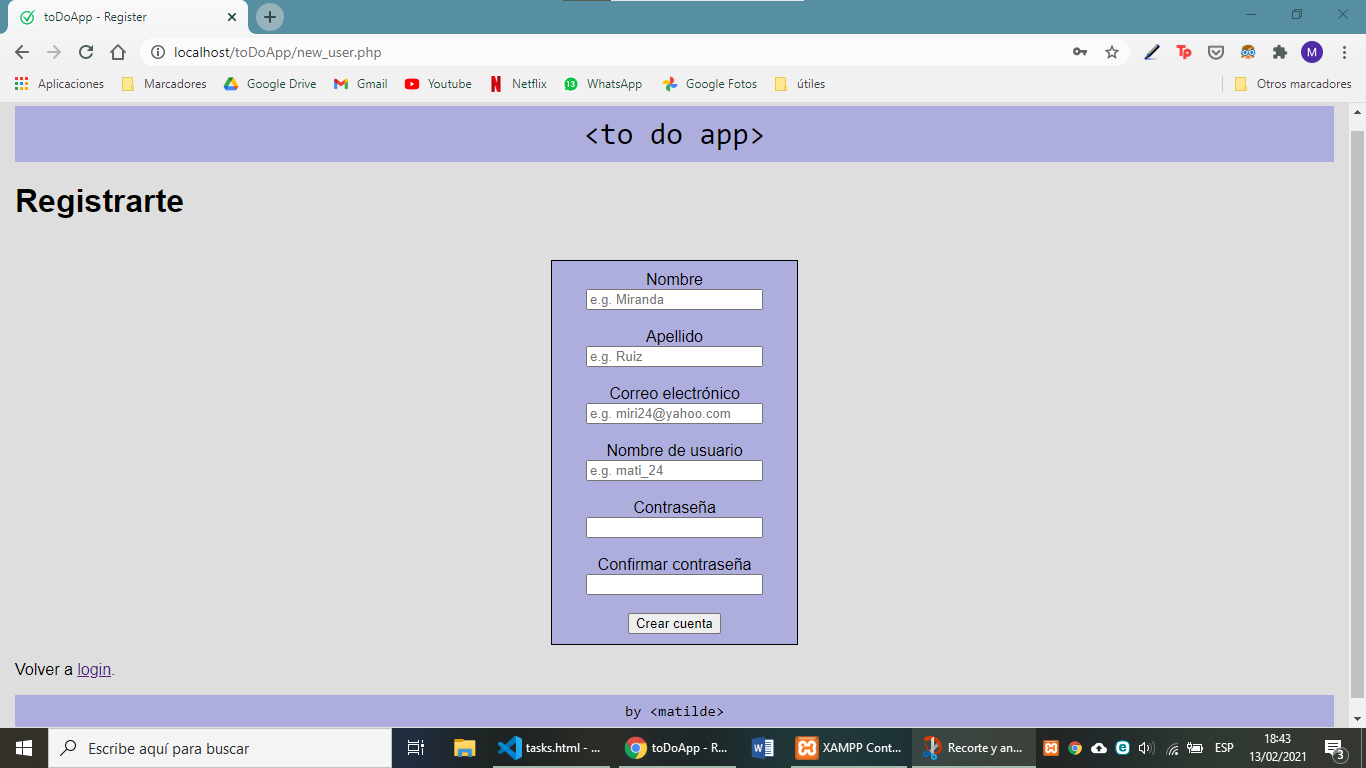 toDoApp - Register
localhost/toDoApp/new_user.php
Tp
M
Aplicaciones Marcadores Google Drive Gmail Youtube Netflix 13 WhatsApp Google Fotos útiles Otros marcadores
<to do app>
Registrarte
Nombre
e.g. Miranda
Apellido
e.g. Ruiz
Correo electrónico
e.g. miri24@yahoo.com
Nombre de usuario
e.g. mati_24
Contraseña
Confirmar contraseña
Crear cuenta
Volver a login.
by <matilde>
Escribe aquí para buscar
tasks.html - ...
toDoApp - R...
XAMPP Cont...
Recorte y an...
ESP
18:43
13/02/2021
3